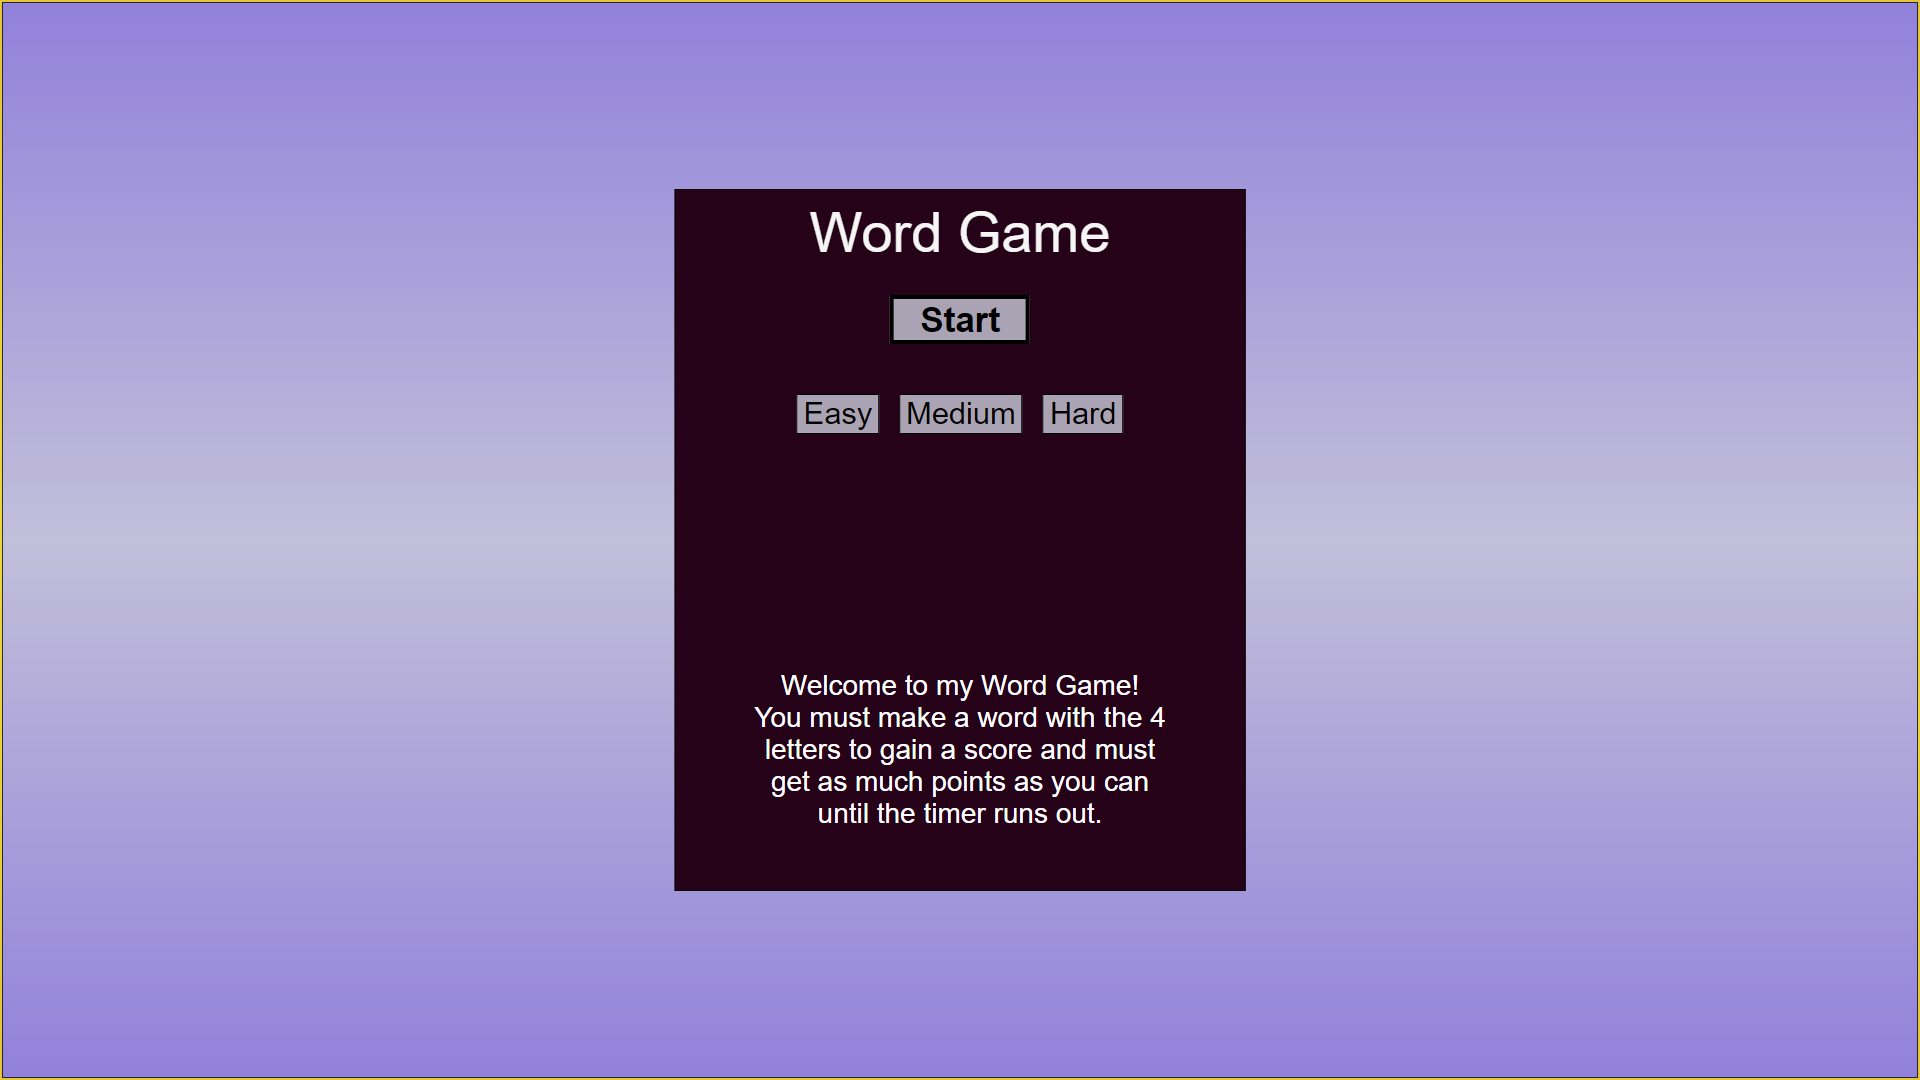 Word Game
Start
Easy Medium Hard
Welcome to my Word Game!
You must make a word with the 4
letters to gain a score and must
get as much points as you can
until the timer runs out.